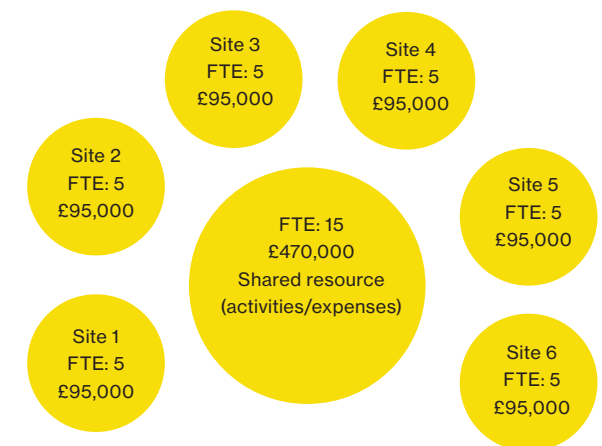 Site 3
FTE: 5
£95,000
Site 4
FTE: 5
£95,000
Site 2
FTE: 5
£95,000
Site 5
FTE: 5
£95,000
FTE: 15
£470,000
Shared resource
(activities/expenses)
Site 1
FTE: 5
£95,000
Site 6
FTE: 5
£95,000